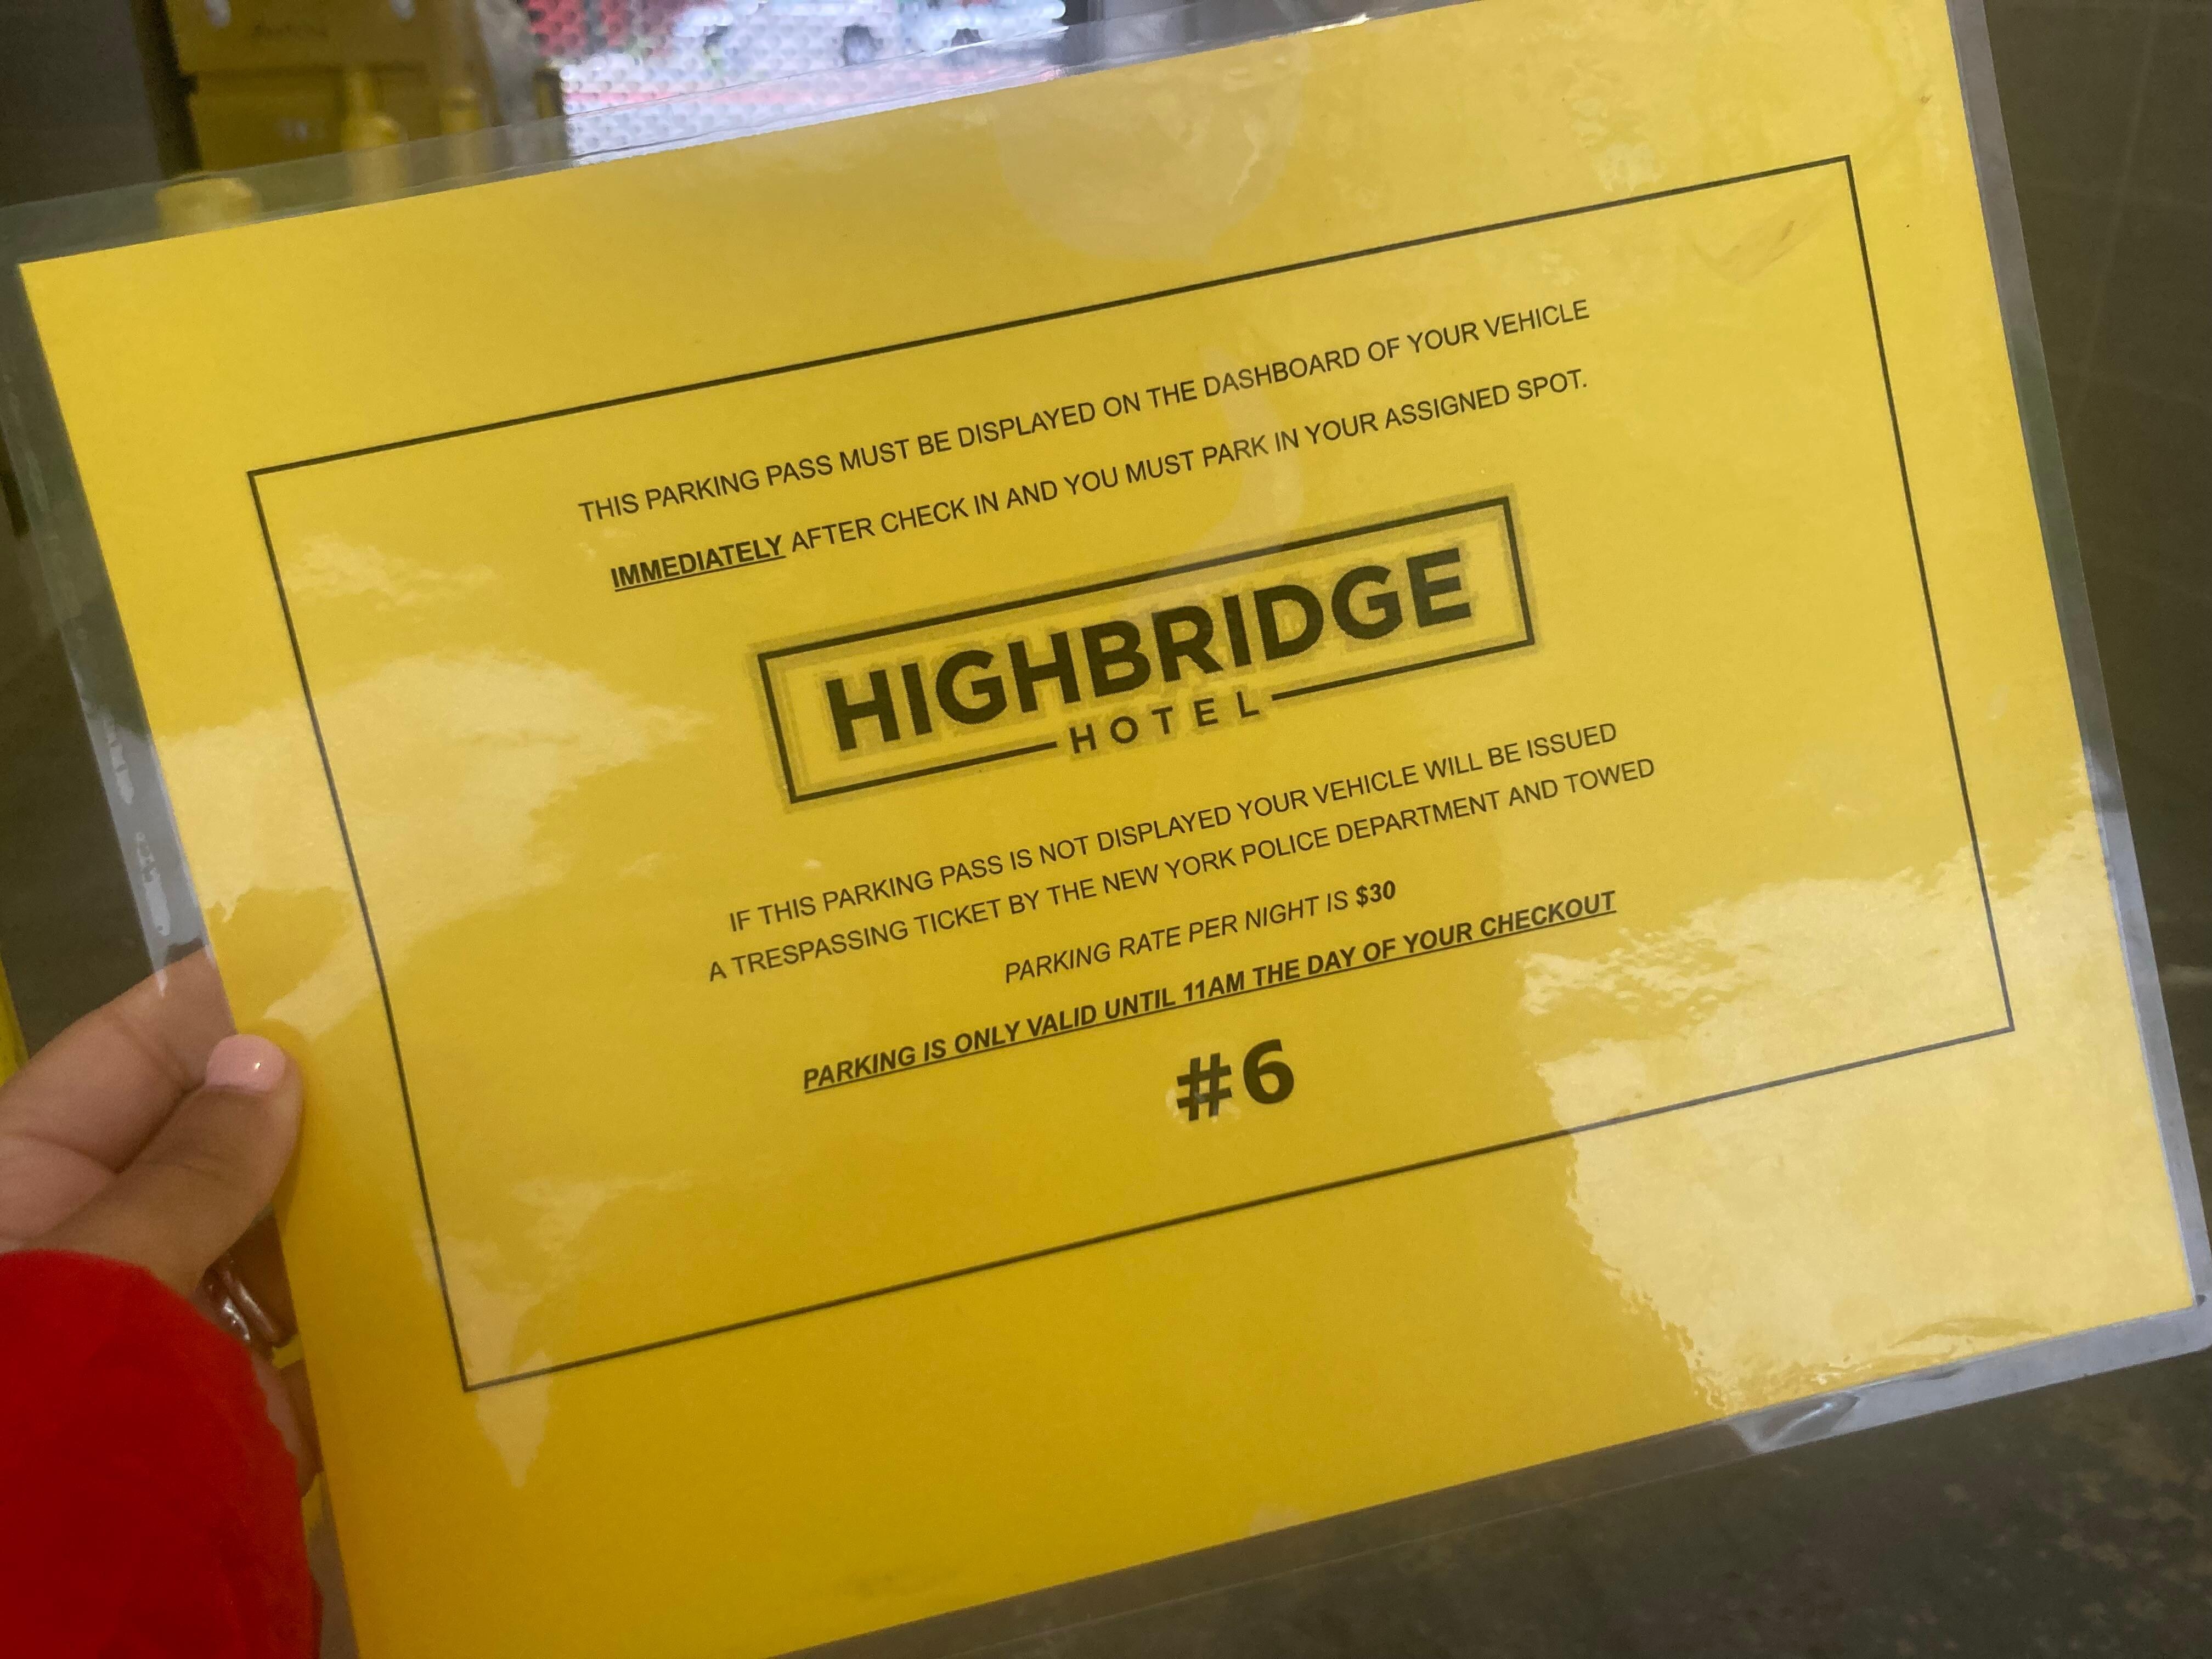 THIS PARKING PASS MUST BE DISPLAYED ON THE DASHBOARD OF YOUR VEHICLE
IMMEDIATELY AFTER CHECK IN AND YOU MUST PARK IN YOUR ASSIGNED SPOT.
HIGHBRIDGE
HOTEL
IF THIS PARKING PASS IS NOT DISPLAYED YOUR VEHICLE WILL BE ISSUED
A TRESPASSING TICKET BY THE NEW YORK POLICE DEPARTMENT AND TOWED
PARKING RATE PER NIGHT IS $30
PARKING IS ONLY VALID UNTIL 11AM THE DAY OF YOUR CHECKOUT
#6